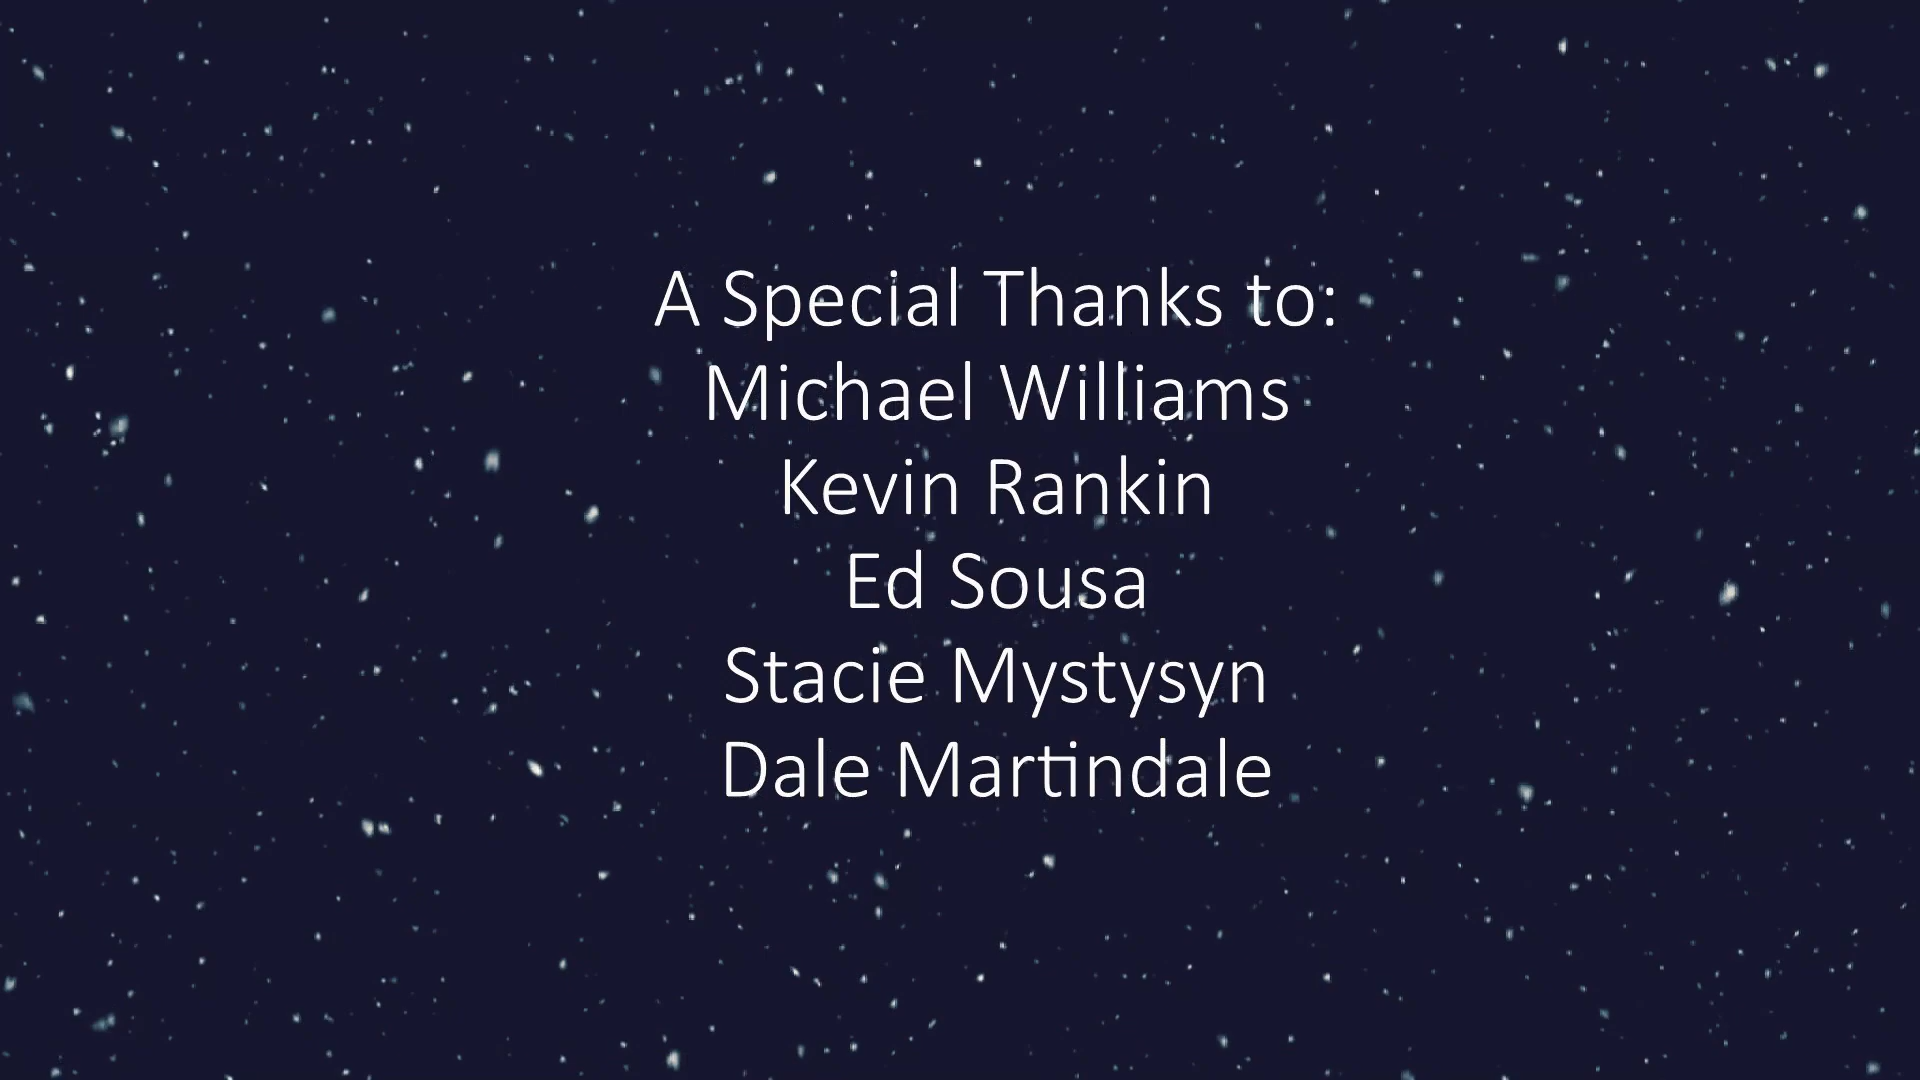 A Special Thanks to:
Michael Williams
Kevin Rankin
Ed Sousa
Stacie Mystysyn
Dale Martindale